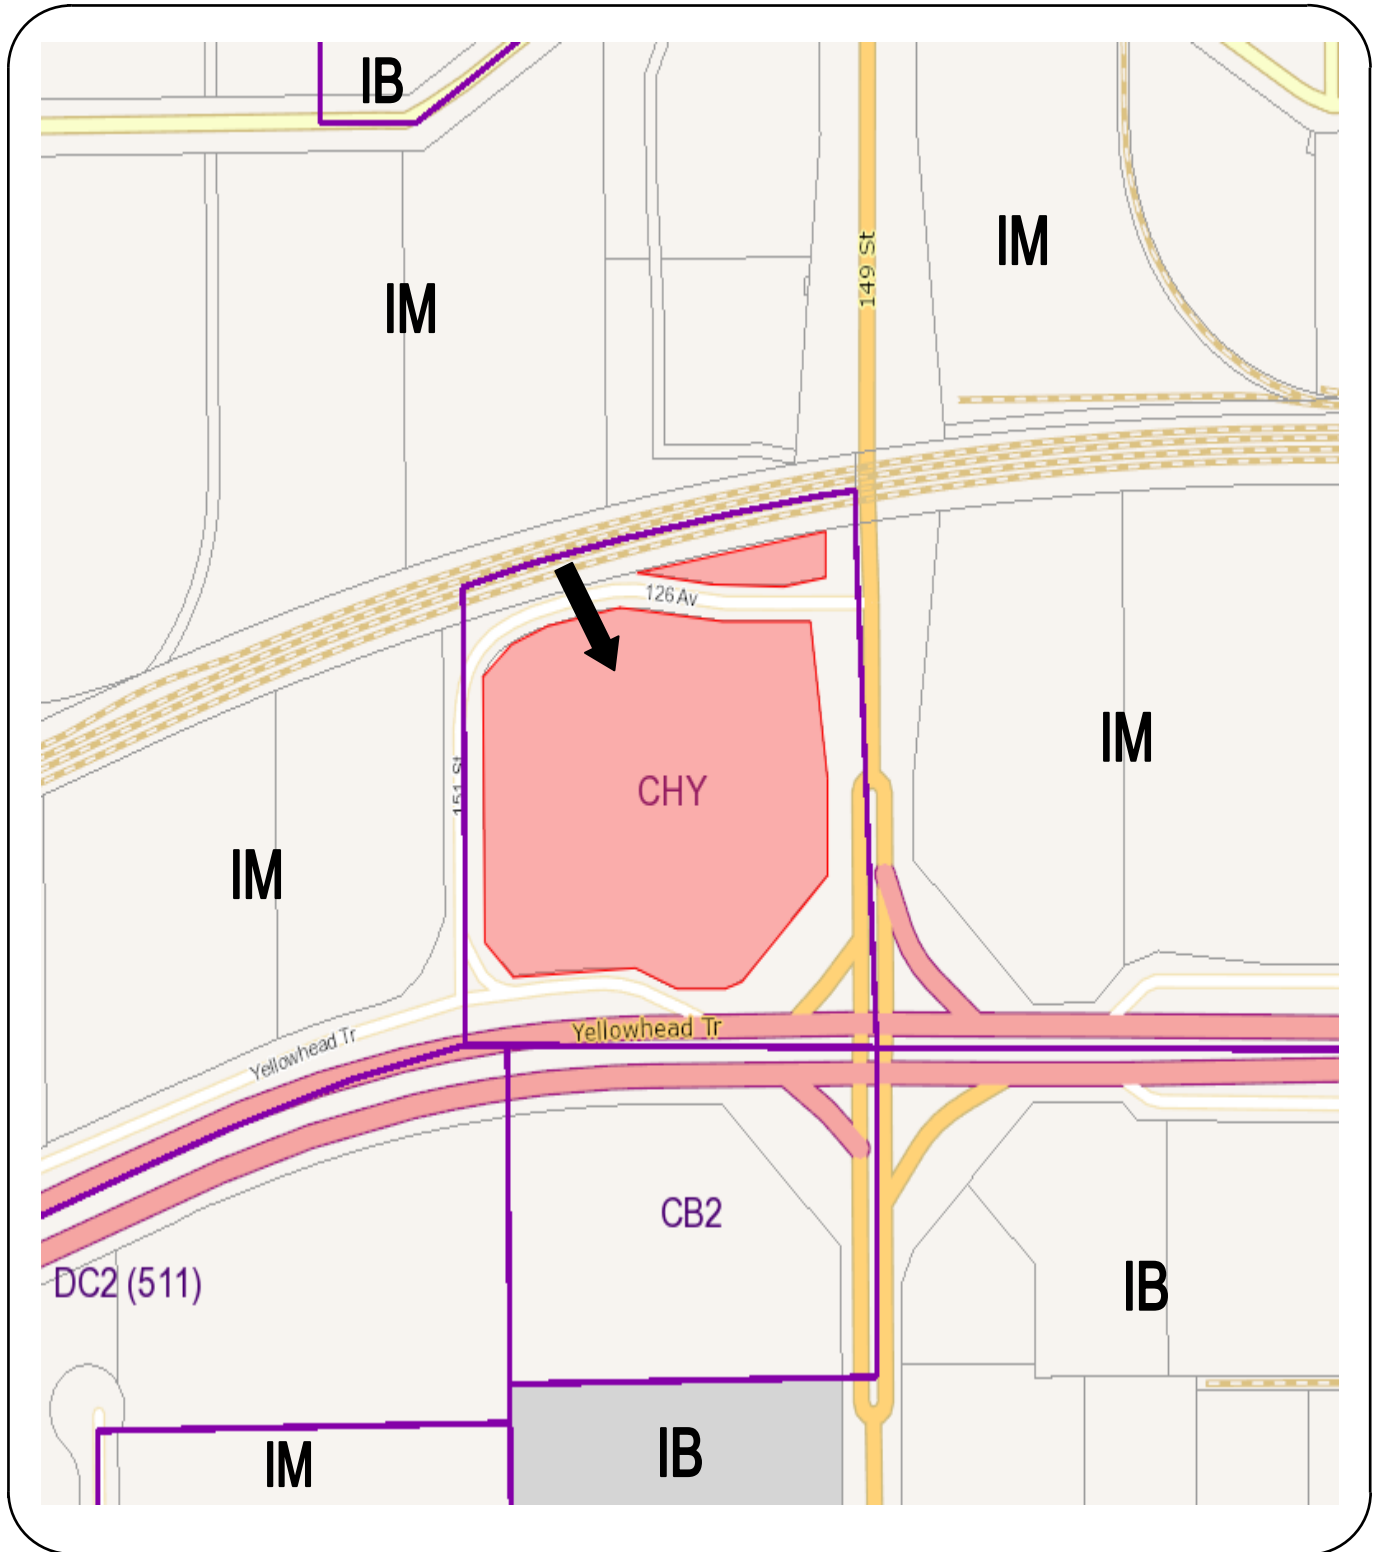 IB
IM
149 St
IM
126 Av
IM
151 St
CHY
IM
Yellowhead Tr
Yellowhead Tr
CB2
DC2 (511)
IB
IM
IB